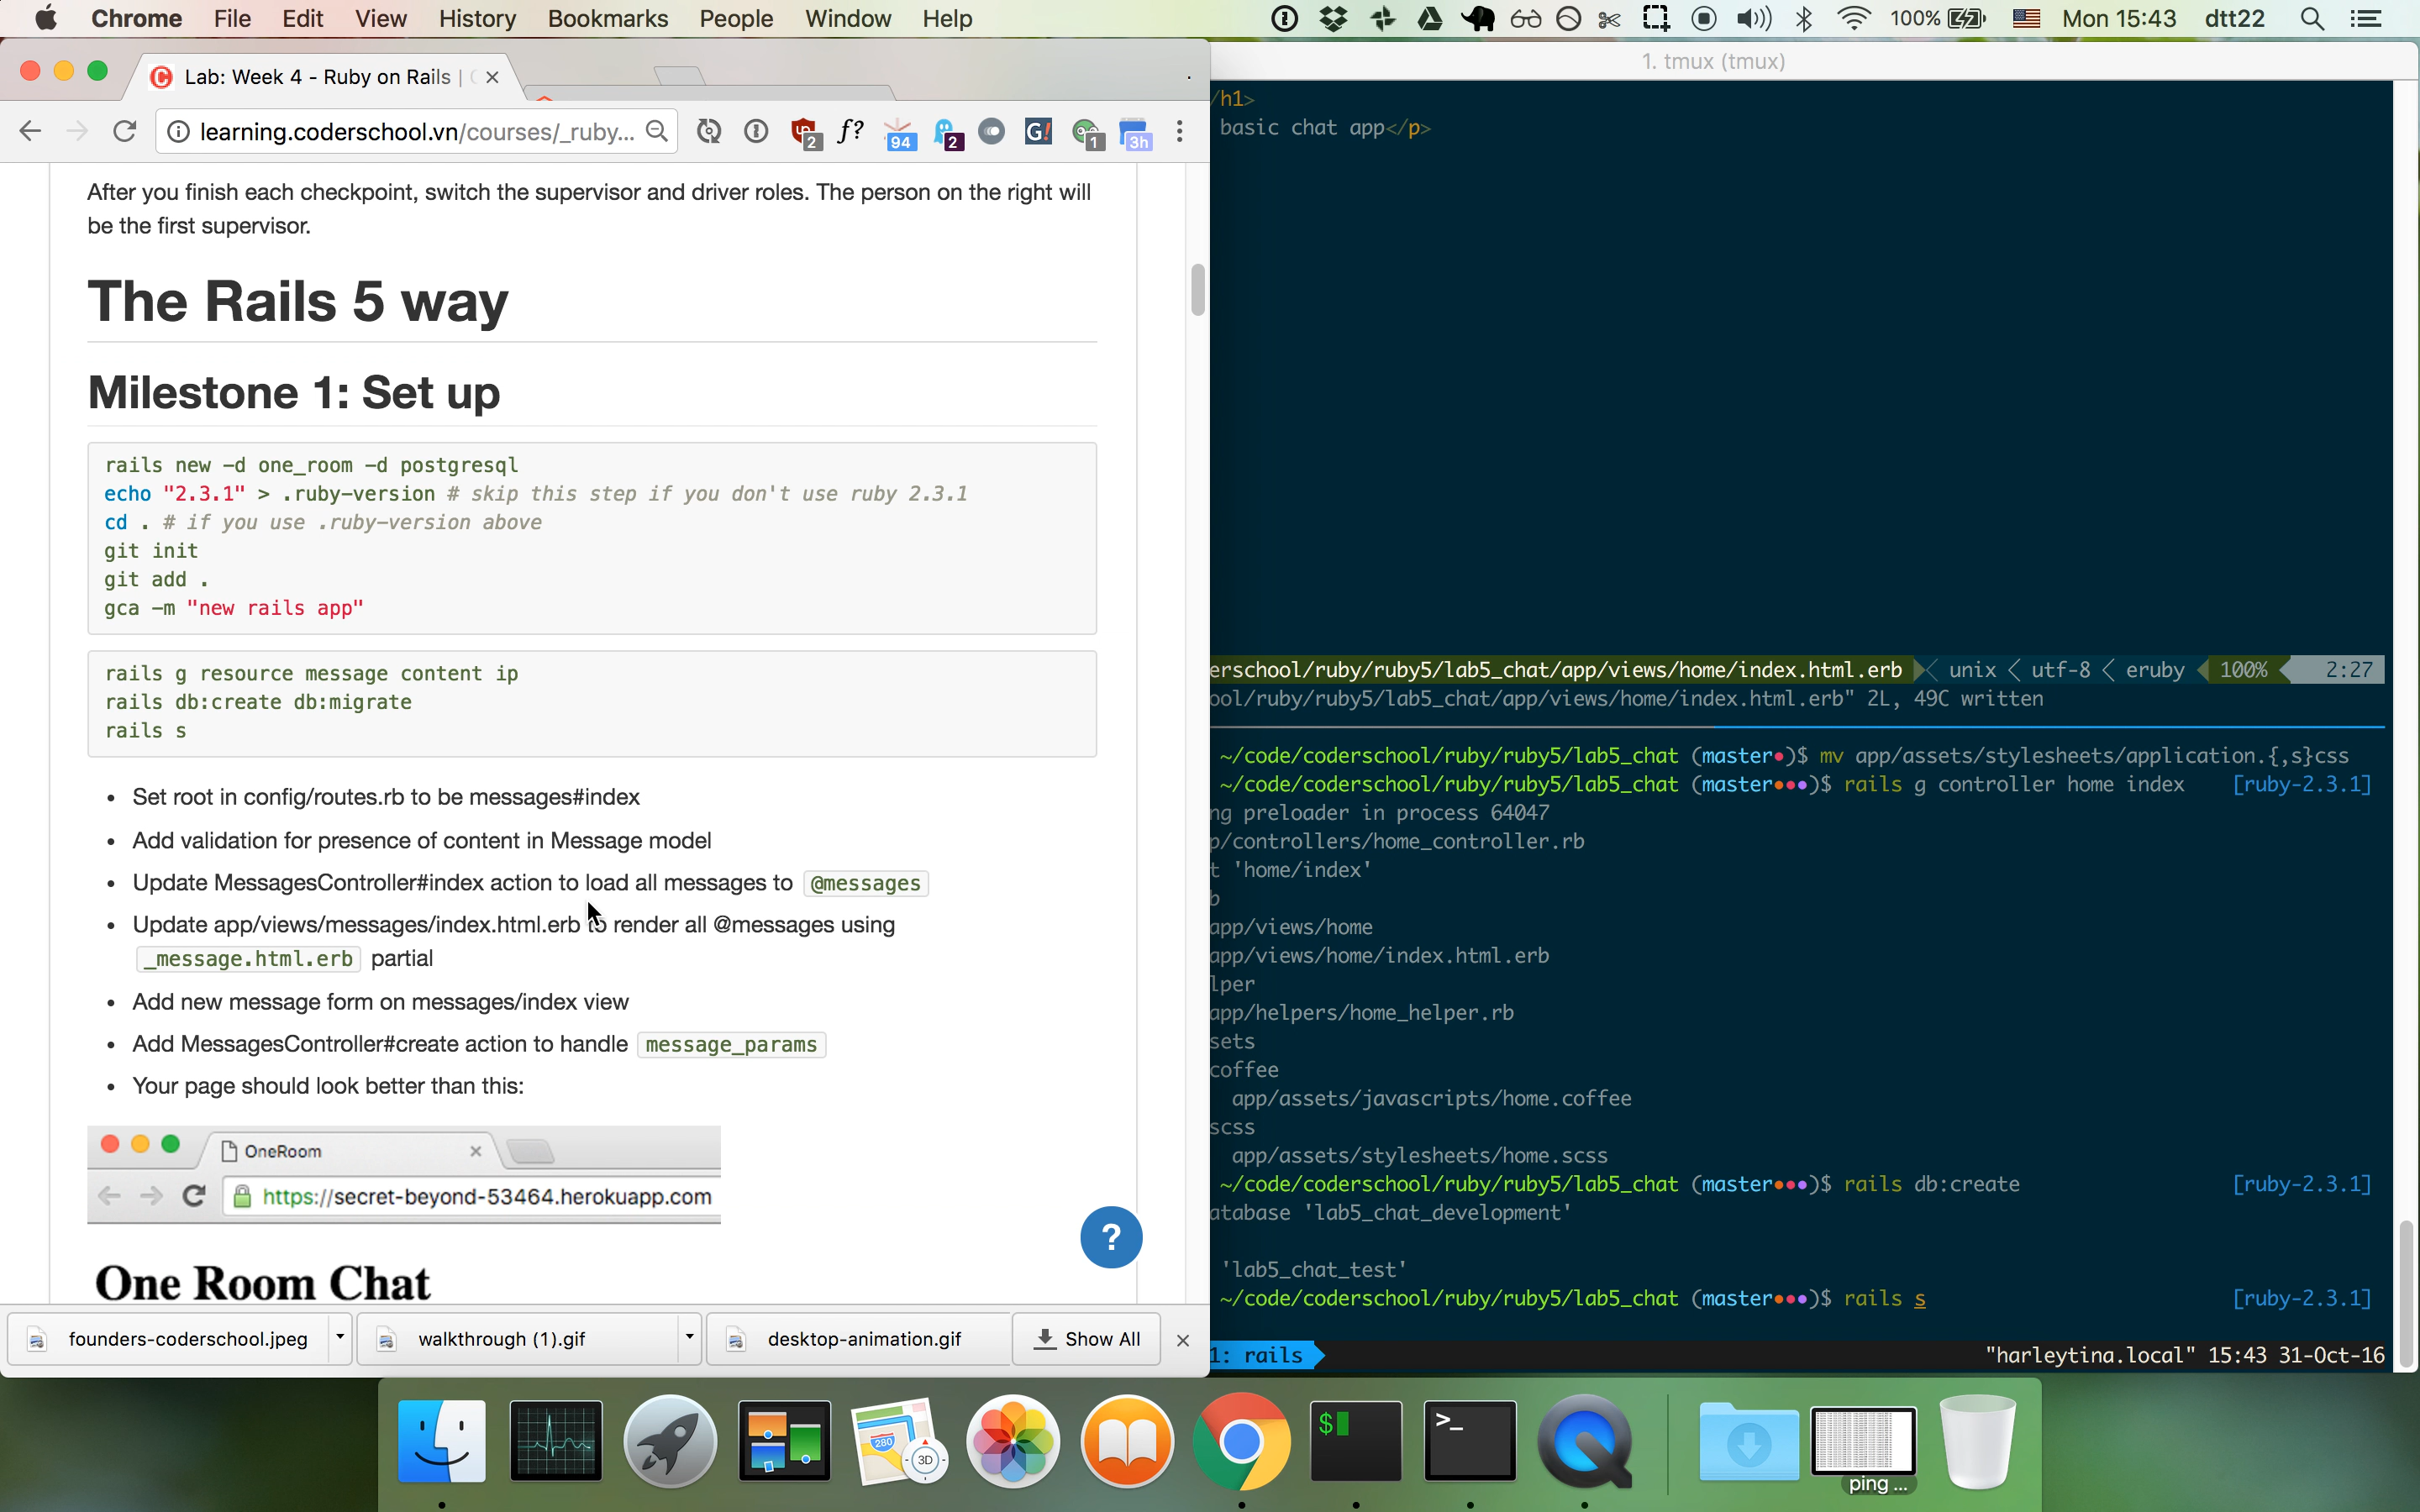 Chrome File Edit View History Bookmarks People Window Help 100% Mon 15:43 dtt22
Lab: Week 4 - Ruby on Rails |
learning.coderschool.vn/courses/_ruby... 2 f? 94 2 G! 1 3h
After you finish each checkpoint, switch the supervisor and driver roles. The person on the right will
be the first supervisor.
The Rails 5 way
Milestone 1: Set up
rails new -d one_room -d postgresql
echo "2.3.1" > .ruby-version # skip this step if you don't use ruby 2.3.1
cd . # if you use .ruby-version above
git init
git add .
gca -m "new rails app"
rails g resource message content ip
rails db:create db:migrate
rails s
• Set root in config/routes.rb to be messages#index
• Add validation for presence of content in Message model
• Update MessagesController#index action to load all messages to @messages
• Update app/views/messages/index.html.erb to render all @messages using
_message.html.erb partial
• Add new message form on messages/index view
• Add MessagesController#create action to handle message_params
• Your page should look better than this:
OneRoom
https://secret-beyond-53464.herokuapp.com
One Room Chat
?
founders-coderschool.jpeg walkthrough (1).gif desktop-animation.gif Show All
1. tmux (tmux)
/h1>
basic chat app</p>
erschool/ruby/ruby5/lab5_chat/app/views/home/index.html.erb unix < utf-8 < eruby 100% 2:27
ool/ruby/ruby5/lab5_chat/app/views/home/index.html.erb" 2L, 49C written
~/code/coderschool/ruby/ruby5/lab5_chat (master•)$ mv app/assets/stylesheets/application.{,s}css
~/code/coderschool/ruby/ruby5/lab5_chat (master•••)$ rails g controller home index [ruby-2.3.1]
ng preloader in process 64047
p/controllers/home_controller.rb
t 'home/index'
b
app/views/home
app/views/home/index.html.erb
lper
app/helpers/home_helper.rb
sets
coffee
app/assets/javascripts/home.coffee
scss
app/assets/stylesheets/home.scss
~/code/coderschool/ruby/ruby5/lab5_chat (master•••)$ rails db:create [ruby-2.3.1]
atabase 'lab5_chat_development'
'lab5_chat_test'
~/code/coderschool/ruby/ruby5/lab5_chat (master•••)$ rails s [ruby-2.3.1]
1: rails "harleytina.local" 15:43 31-Oct-16
280
3D
$
>_
ping ...